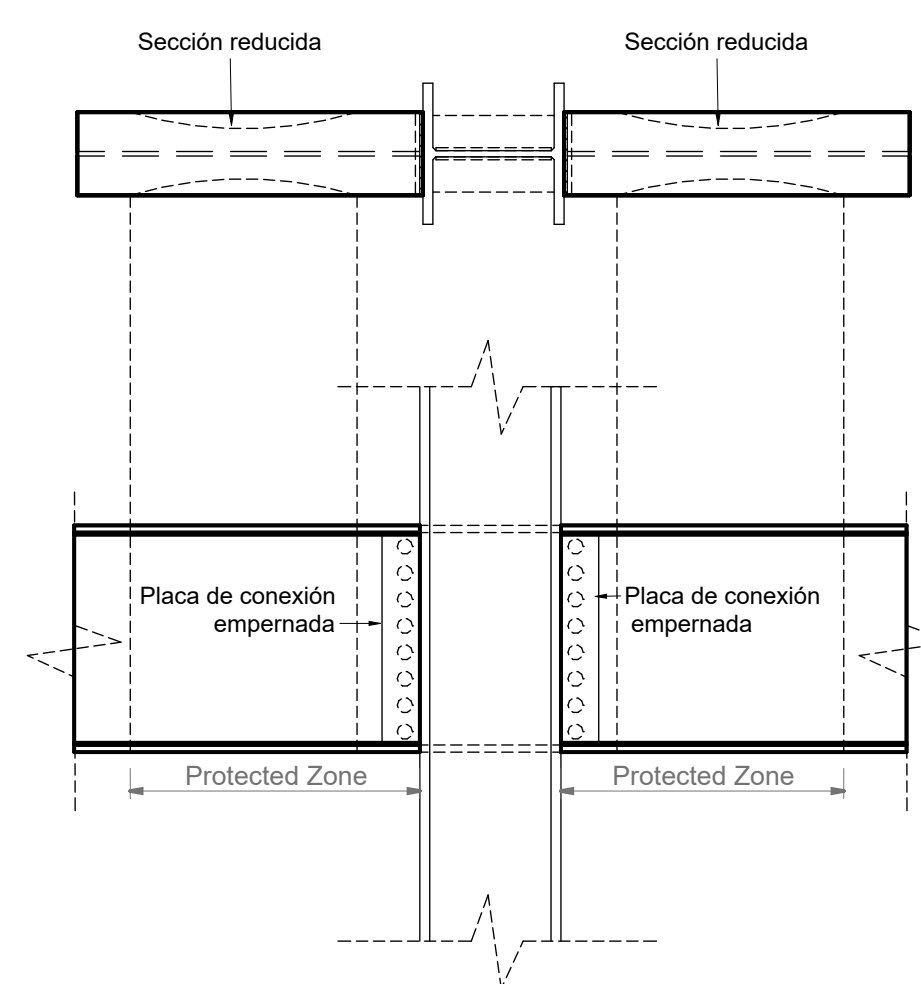 Sección reducida
Sección reducida
Placa de conexión
empernada
Placa de conexión
empernada
Protected Zone
Protected Zone